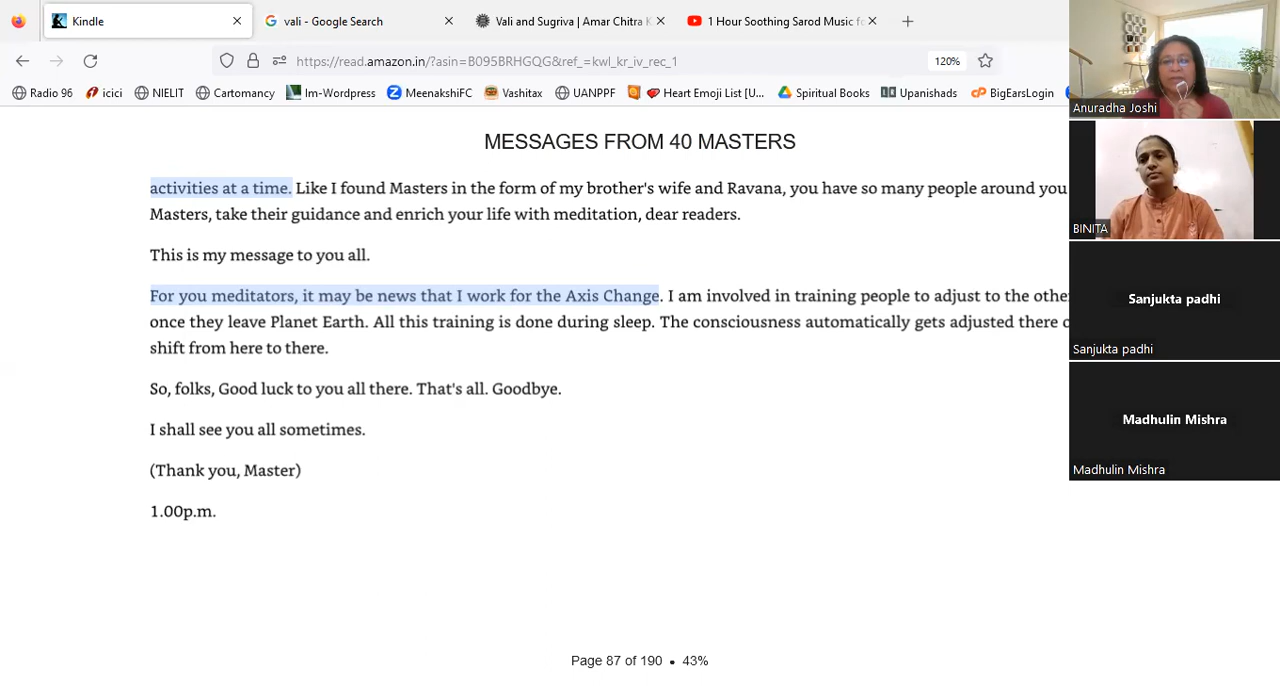 Kindle
vali - Google Search
Vali and Sugriva | Amar Chitra K
1 Hour Soothing Sarod Music fo
https://read.amazon.in/?asin=B095BRHGQG&ref_=kwl_kr_iv_rec_1
120%
Radio 96
icici
NIELIT
Cartomancy
Im-Wordpress
MeenakshiFC
Vashitax
UANPPF
Heart Emoji List [U...
Spiritual Books
Upanishads
BigEarsLogin
MESSAGES FROM 40 MASTERS
activities at a time. Like I found Masters in the form of my brother's wife and Ravana, you have so many people around you
Masters, take their guidance and enrich your life with meditation, dear readers.
This is my message to you all.
For you meditators, it may be news that I work for the Axis Change. I am involved in training people to adjust to the other
once they leave Planet Earth. All this training is done during sleep. The consciousness automatically gets adjusted there
shift from here to there.
So, folks, Good luck to you all there. That's all. Goodbye.
I shall see you all sometimes.
(Thank you, Master)
1.00p.m.
Page 87 of 190 • 43%
Anuradha Joshi
BINITA
Sanjukta padhi
Sanjukta padhi
Madhulin Mishra
Madhulin Mishra